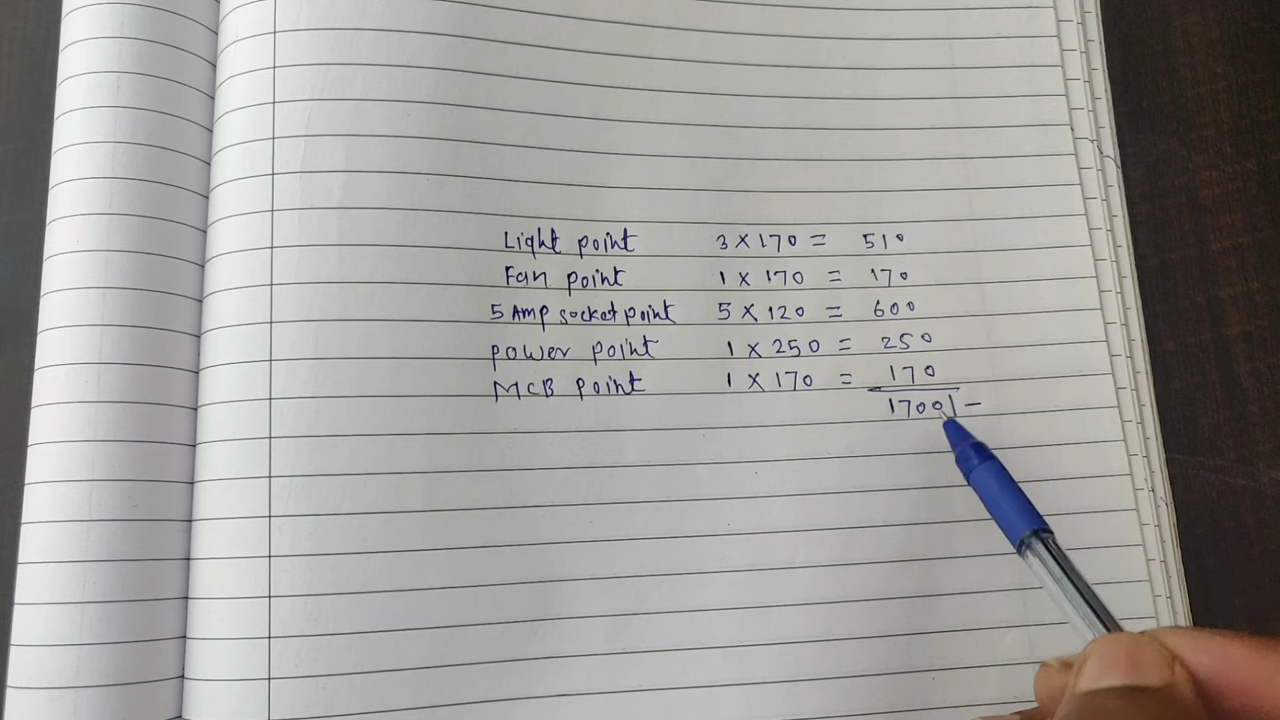 Light point 3 X 170 = 510
Fan point 1 X 170 = 170
5 Amp socket point 5 X 120 = 600
power point 1 X 250 = 250
MCB point 1 X 170 = 170
1700/-